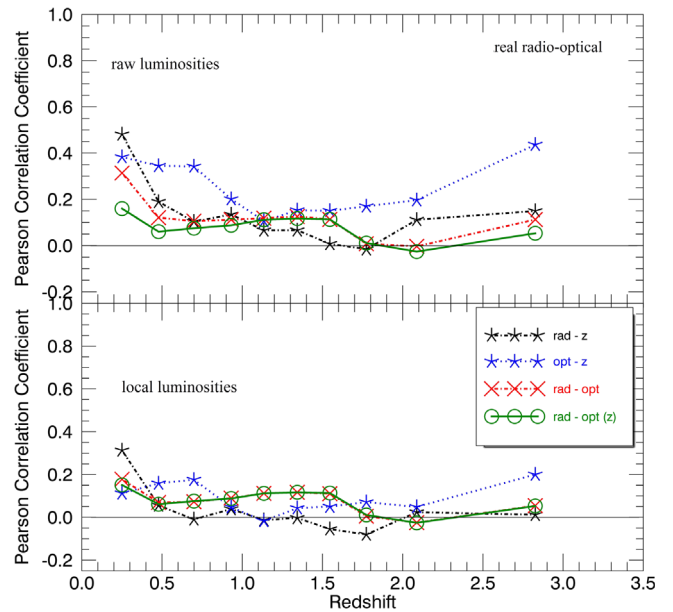 1.0
real radio-optical
raw luminosities
0.8
0.6
0.4
0.2
0.0
-0.2
Pearson Correlation Coefficient
1.0
0.8
0.6
0.4
0.2
0.0
-0.2
Pearson Correlation Coefficient
rad - z
opt - z
rad - opt
rad - opt (z)
local luminosities
0.0 0.5 1.0 1.5 2.0 2.5 3.0 3.5
Redshift